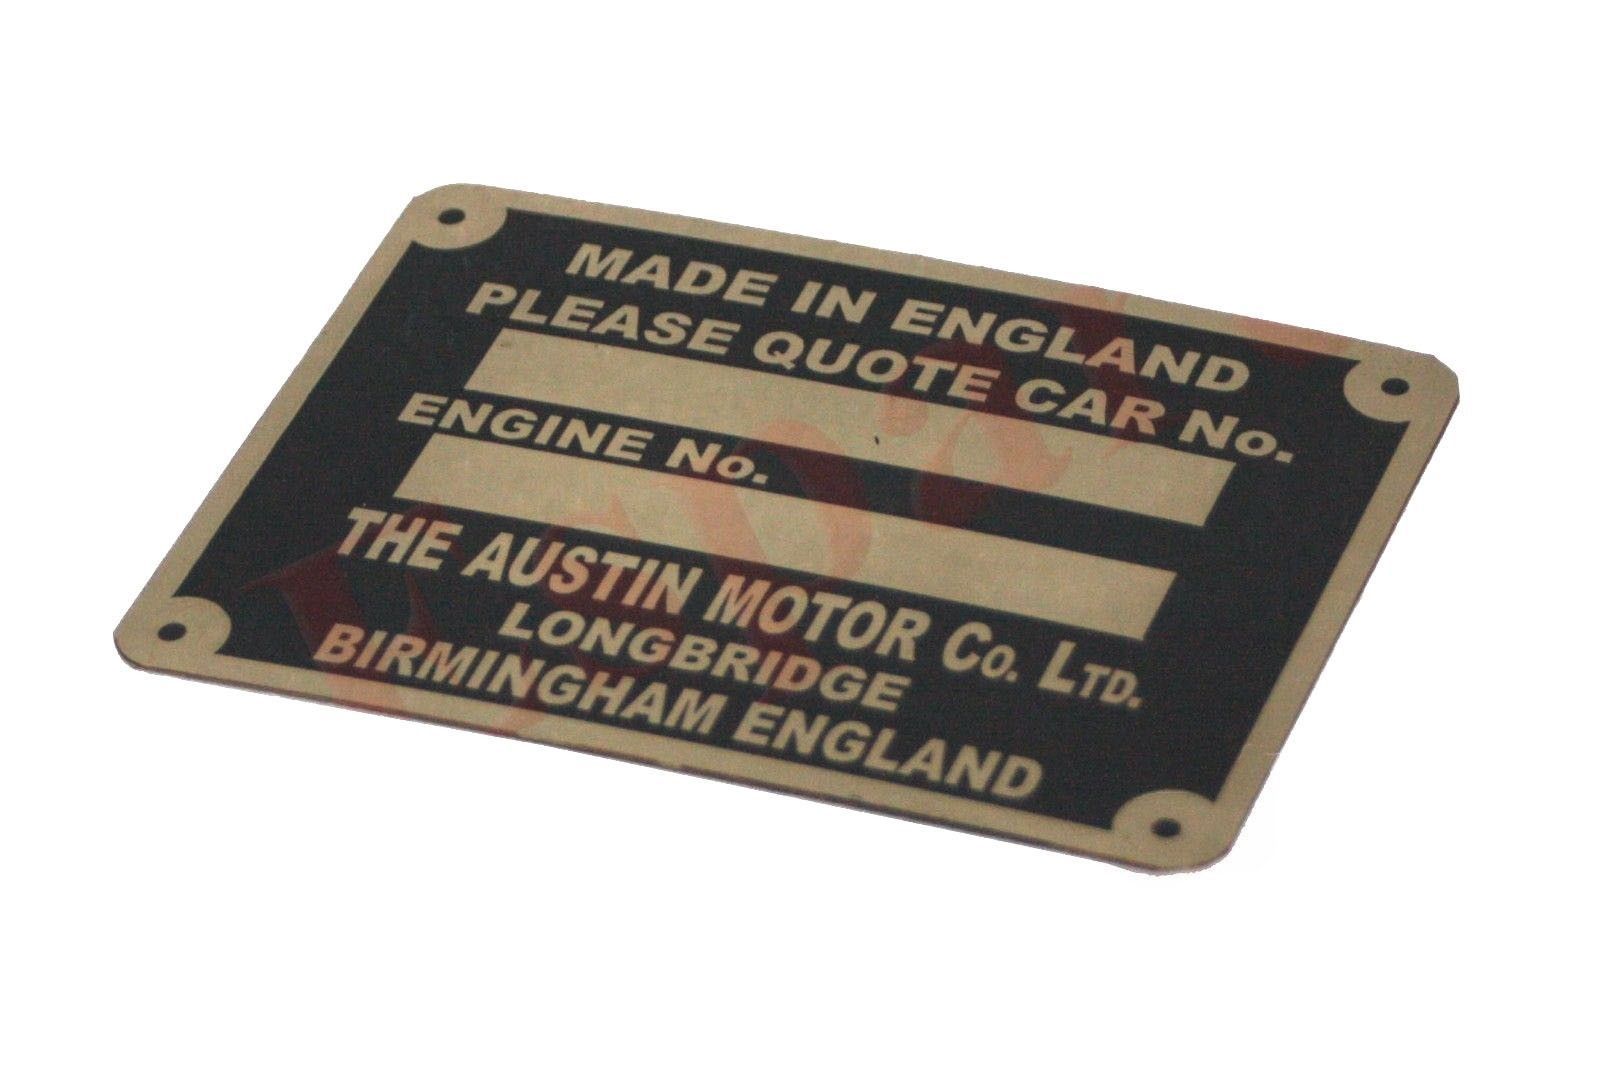 MADE IN ENGLAND
PLEASE QUOTE CAR No.
ENGINE No.
THE AUSTIN MOTOR Co. LTD.
LONGBRIDGE
BIRMINGHAM ENGLAND